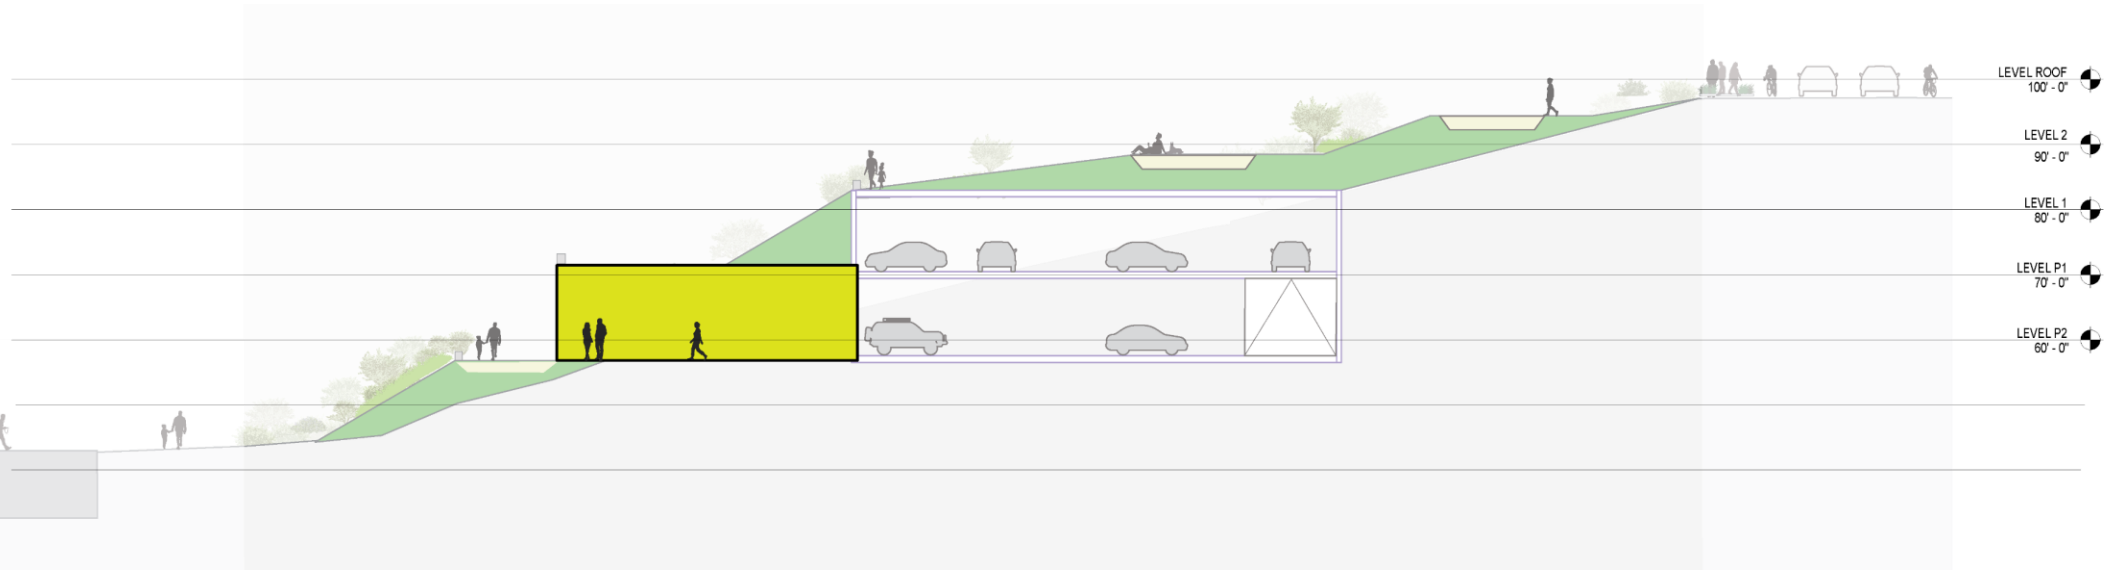 LEVEL ROOF
100' - 0"
LEVEL 2
90' - 0"
LEVEL 1
80' - 0"
LEVEL P1
70' - 0"
LEVEL P2
60' - 0"